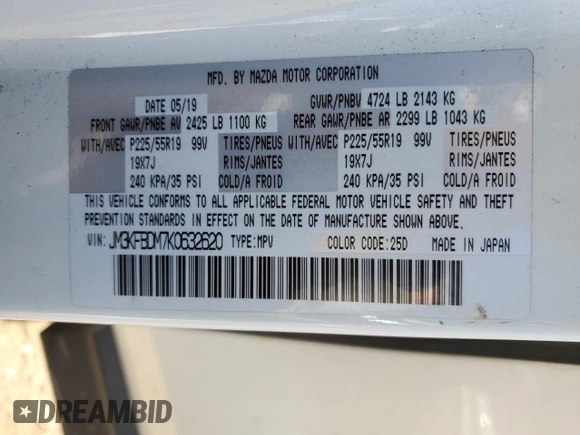 MFD. BY MAZDA MOTOR CORPORATION
DATE 05/19 GVWR/PNBV 4724 LB 2143 KG
FRONT GAWR/PNBE AV 2425 LB 1100 KG REAR GAWR/PNBE AR 2299 LB 1043 KG
WITH/AVEC P225/55R19 99V TIRES/PNEUS P225/55R19 99V TIRES/PNEUS
19X7J RIMS/JANTES 19X7J RIMS/JANTES
240 KPA/35 PSI COLD/A FROID 240 KPA/35 PSI COLD/A FROID
THIS VEHICLE CONFORMS TO ALL APPLICABLE FEDERAL MOTOR VEHICLE SAFETY AND THEFT
PREVENTION STANDARDS IN EFFECT ON THE DATE OF MANUFACTURE SHOWN ABOVE.
VIN: JM3KFBDM7K0632620 TYPE:MPV COLOR CODE:25D MADE IN JAPAN
DREAMBID